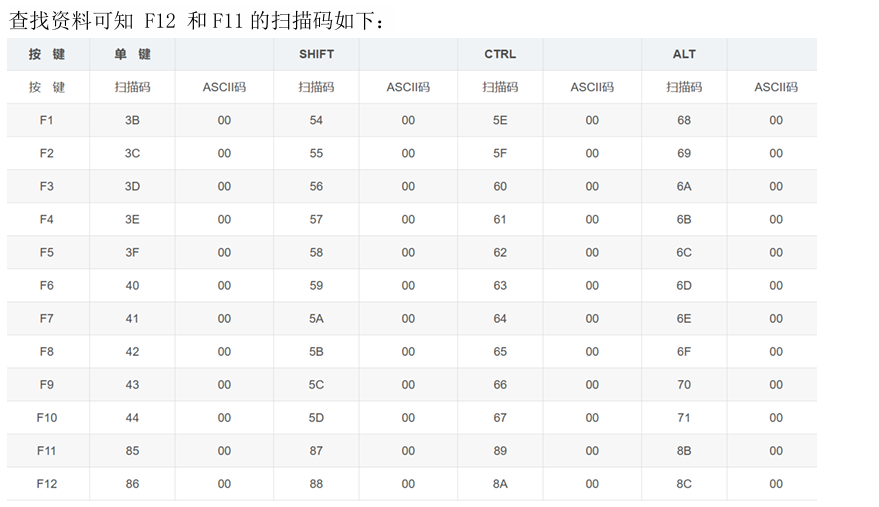 查找资料可知 F12 和F11的扫描码如下：
按 键 单 键 SHIFT CTRL ALT
按 键 扫描码 ASCII码 扫描码 ASCII码 扫描码 ASCII码 扫描码 ASCII码
F1 3B 00 54 00 5E 00 68 00
F2 3C 00 55 00 5F 00 69 00
F3 3D 00 56 00 60 00 6A 00
F4 3E 00 57 00 61 00 6B 00
F5 3F 00 58 00 62 00 6C 00
F6 40 00 59 00 63 00 6D 00
F7 41 00 5A 00 64 00 6E 00
F8 42 00 5B 00 65 00 6F 00
F9 43 00 5C 00 66 00 70 00
F10 44 00 5D 00 67 00 71 00
F11 85 00 87 00 89 00 8B 00
F12 86 00 88 00 8A 00 8C 00